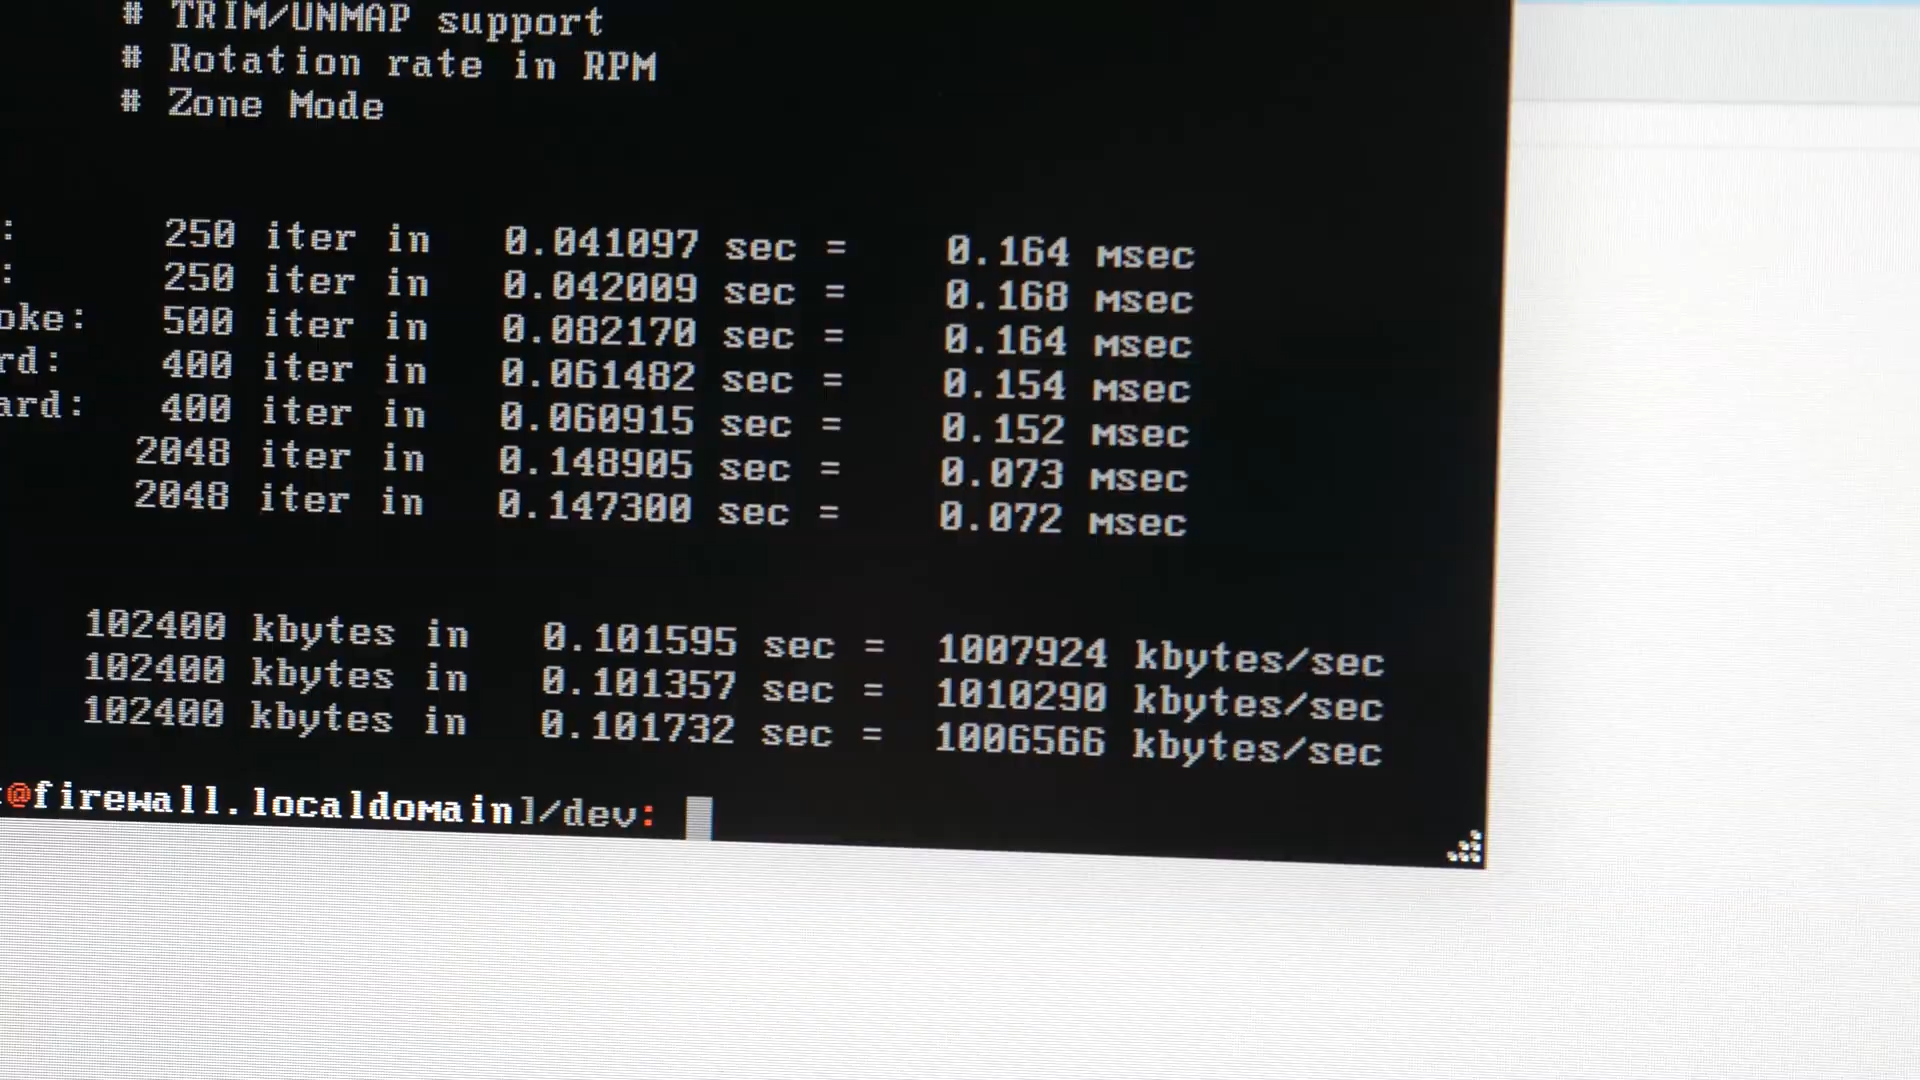 # TRIM/UNMAP support
# Rotation rate in RPM
# Zone Mode
: 250 iter in 0.041097 sec = 0.164 msec
: 250 iter in 0.042009 sec = 0.168 msec
oke: 500 iter in 0.082170 sec = 0.164 msec
rd: 400 iter in 0.061482 sec = 0.154 msec
ard: 400 iter in 0.060915 sec = 0.152 msec
2048 iter in 0.148905 sec = 0.073 msec
2048 iter in 0.147300 sec = 0.072 msec
102400 kbytes in 0.101595 sec = 1007924 kbytes/sec
102400 kbytes in 0.101357 sec = 1010290 kbytes/sec
102400 kbytes in 0.101732 sec = 1006566 kbytes/sec
@firewall.localdomain]/dev: